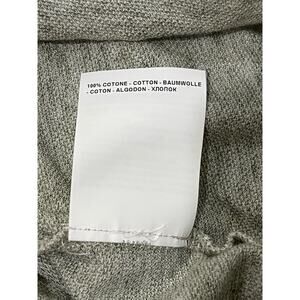 100% COTONE - COTTON - BAUMWOLLE
- COTON - ALGODON - ХЛОПОК